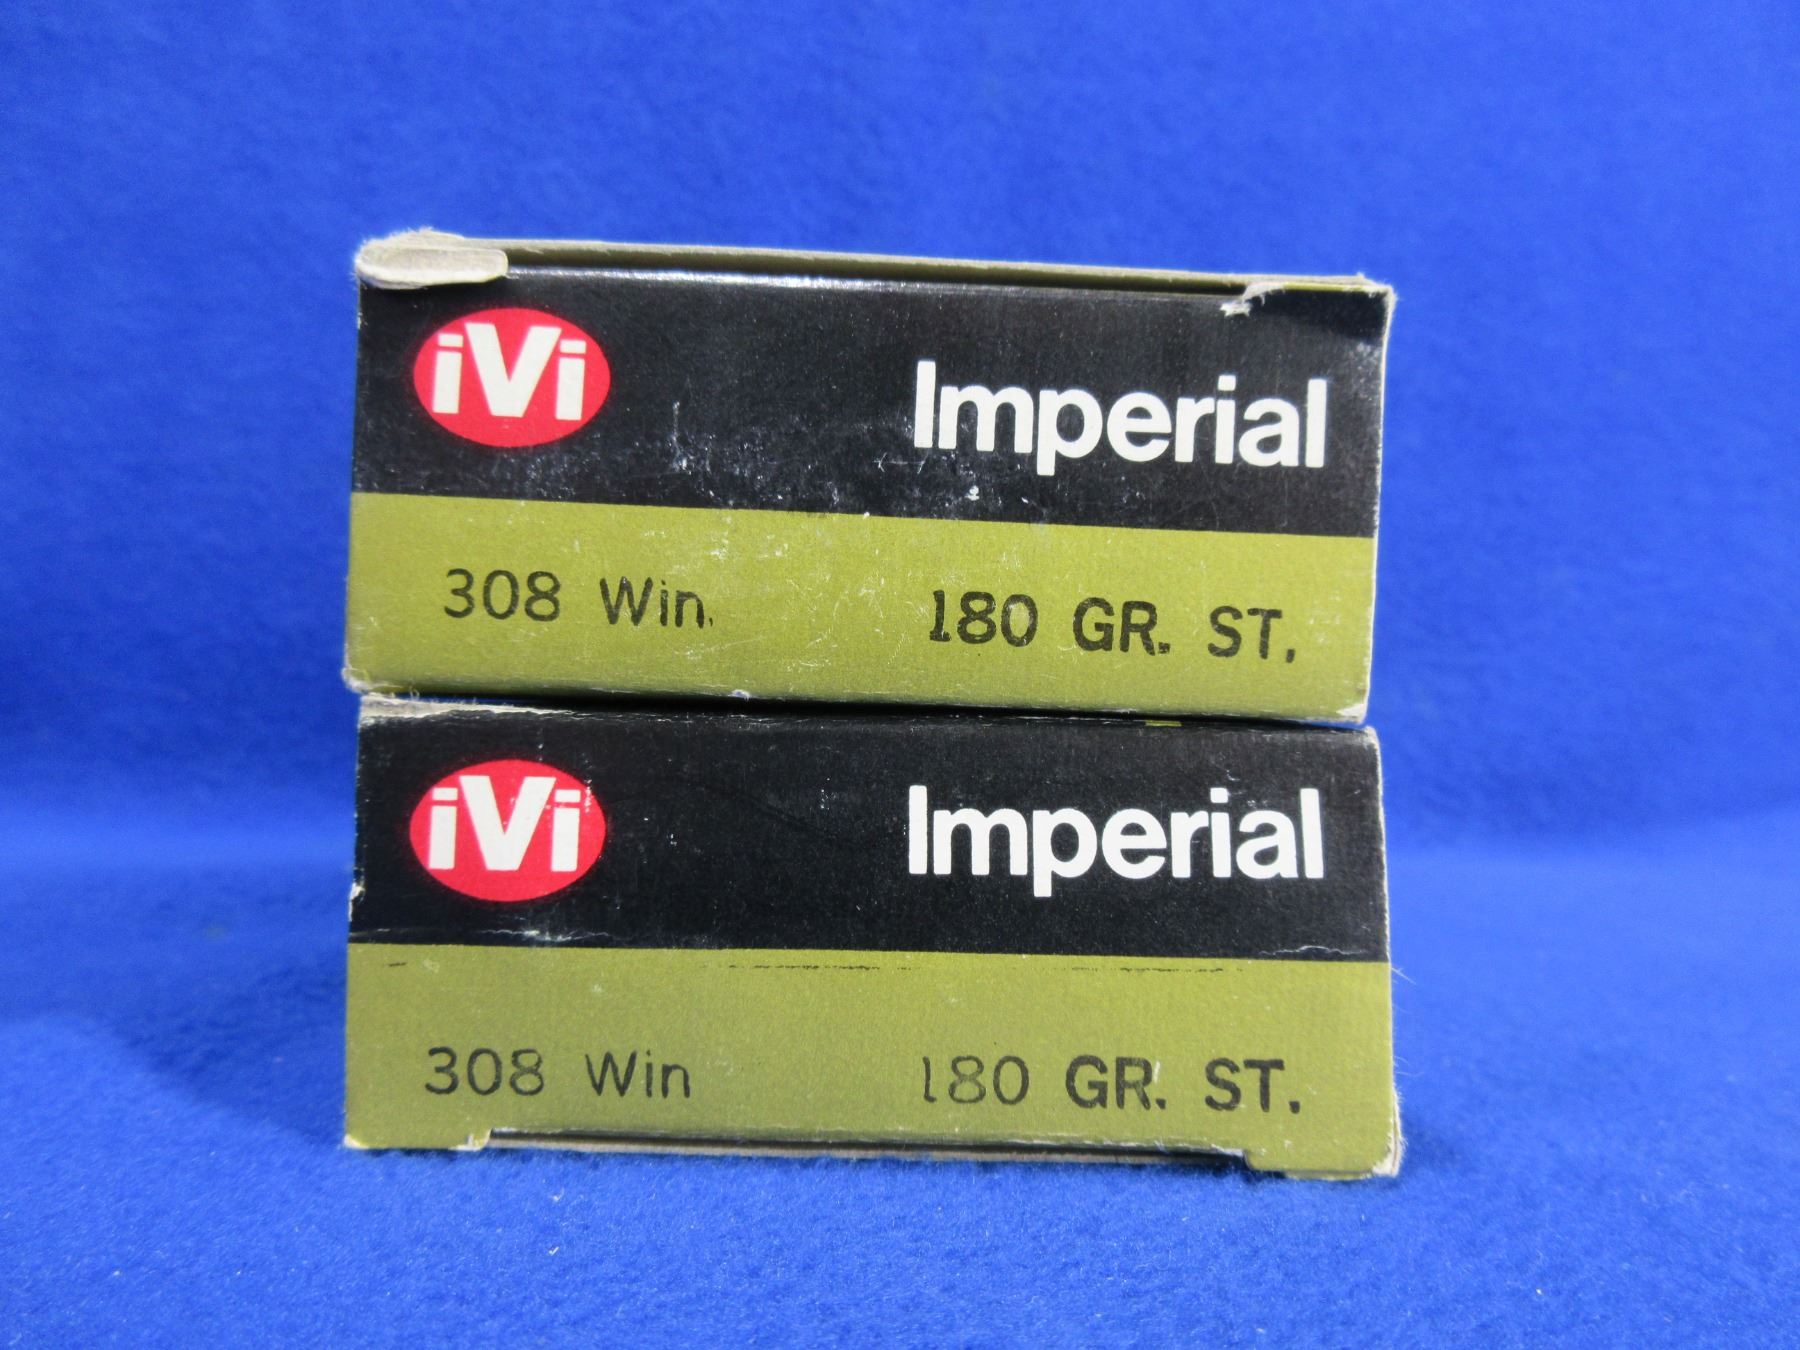 iVi Imperial
308 Win. 180 GR. ST.
iVi Imperial
308 Win 180 GR. ST.